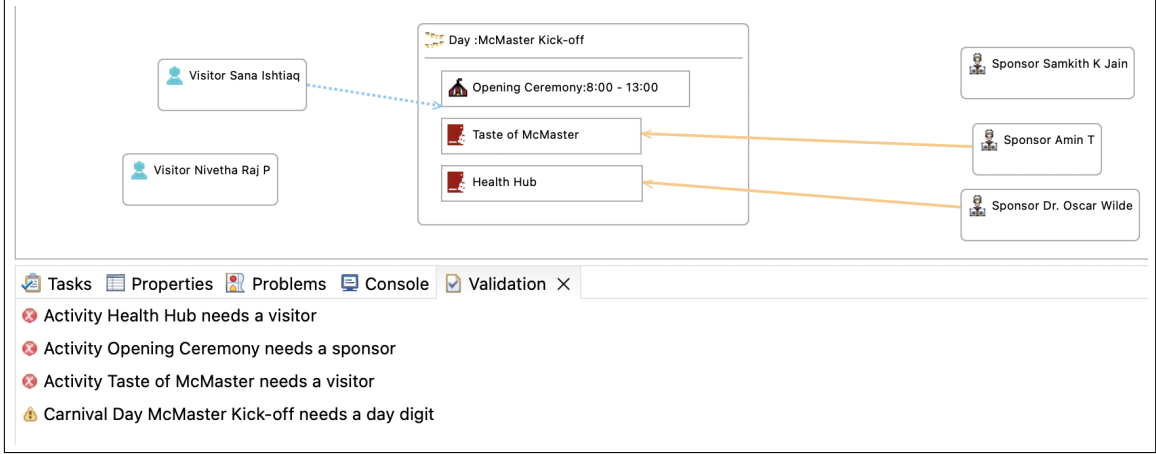 Day :McMaster Kick-off
Visitor Sana Ishtiaq
Opening Ceremony:8:00 - 13:00
Sponsor Samkith K Jain
Taste of McMaster
Sponsor Amin T
Visitor Nivetha Raj P
Health Hub
Sponsor Dr. Oscar Wilde
Tasks Properties Problems Console Validation
Activity Health Hub needs a visitor
Activity Opening Ceremony needs a sponsor
Activity Taste of McMaster needs a visitor
Carnival Day McMaster Kick-off needs a day digit